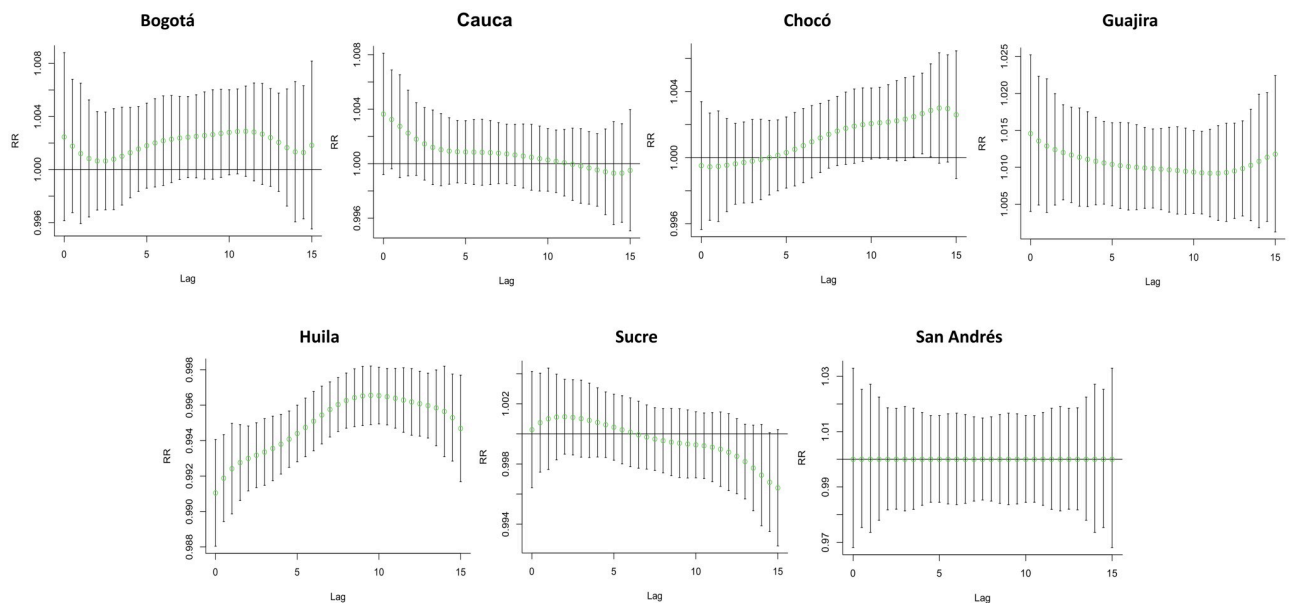 Bogotá
Cauca
Chocó
Guajira
RR
1.008
1.004
1.000
0.996
0
5
10
15
Lag
RR
1.008
1.004
1.000
0.996
0
5
10
15
Lag
RR
1.004
1.000
0.996
0
5
10
15
Lag
RR
1.025
1.020
1.015
1.010
1.005
0
5
10
15
Lag
Huila
Sucre
San Andrés
RR
0.998
0.996
0.994
0.992
0.990
0.988
0
5
10
15
Lag
RR
1.002
0.998
0.994
0
5
10
15
Lag
RR
1.03
1.01
0.99
0.97
0
5
10
15
Lag